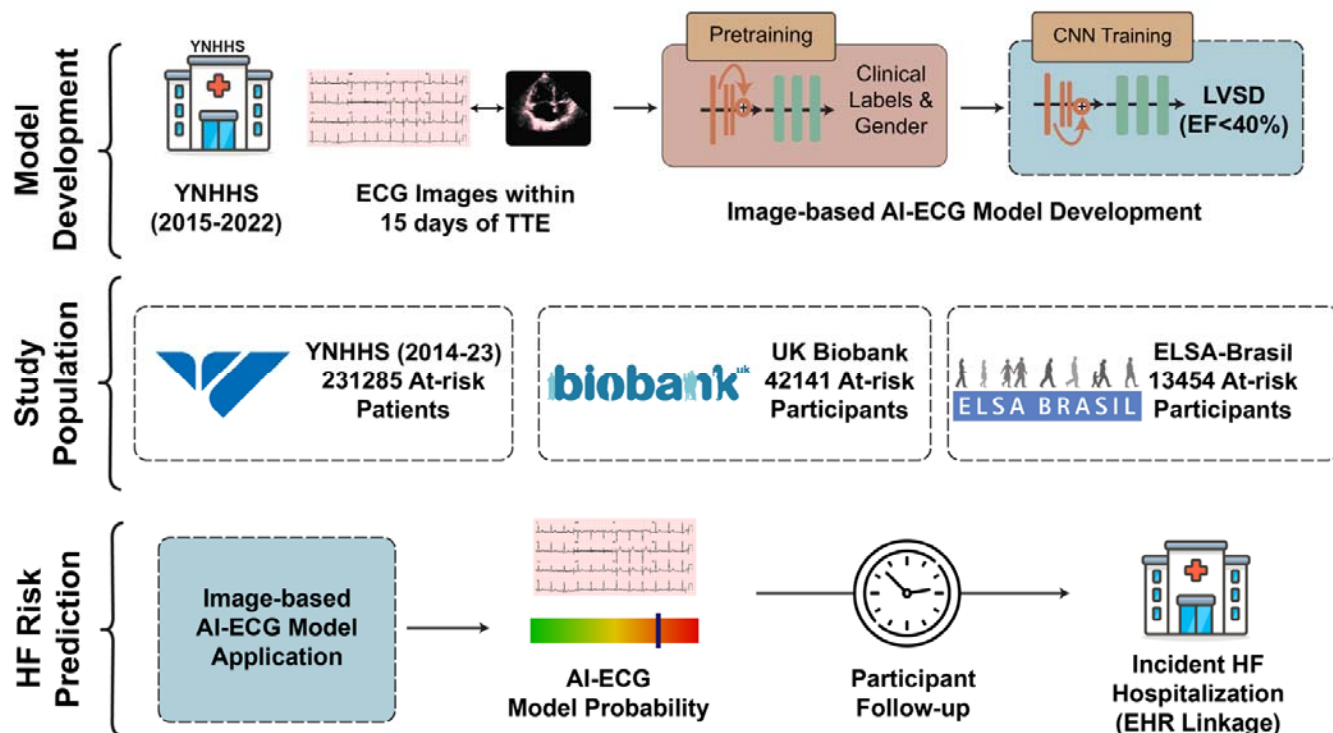 Model
Development
YNHHS
YNHHS
(2015-2022)
ECG Images within
15 days of TTE
Pretraining
Clinical
Labels &
Gender
CNN Training
LVSD
(EF<40%)
Image-based AI-ECG Model Development
Study
Population
YNHHS (2014-23)
231285 At-risk
Patients
biobank uk
UK Biobank
42141 At-risk
Participants
ELSA BRASIL
ELSA-Brasil
13454 At-risk
Participants
HF Risk
Prediction
Image-based
AI-ECG Model
Application
AI-ECG
Model Probability
Participant
Follow-up
Incident HF
Hospitalization
(EHR Linkage)